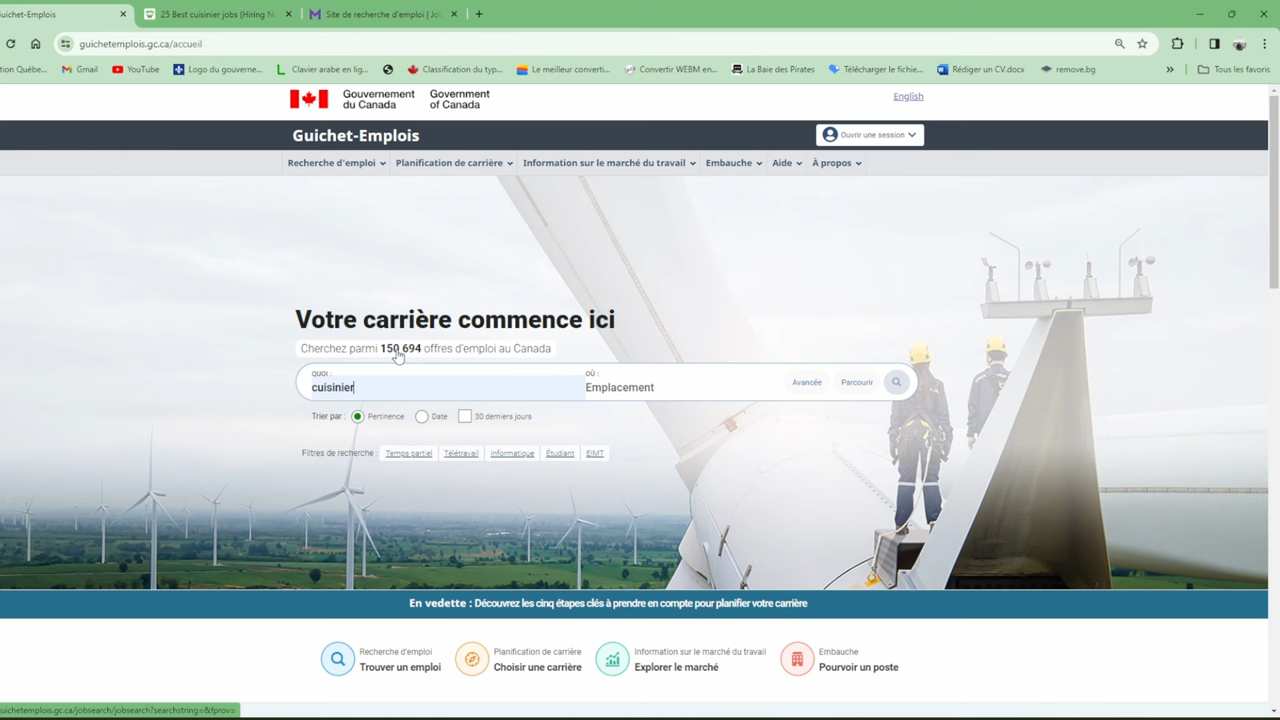 uichet-Emplois
25 Best cuisinier jobs (Hiring N
Site de recherche d'emploi | Jo
guichetemplois.gc.ca/accueil
tion Québe...
Gmail
YouTube
Logo du gouverne...
Clavier arabe en lig...
Classification du typ...
Le meilleur converti...
Convertir WEBM en...
La Baie des Pirates
Télécharger le fichie...
Rédiger un CV.docx
remove.bg
Tous les favoris
Gouvernement du Canada
Government of Canada
English
Guichet-Emplois
Ouvrir une session
Recherche d'emploi
Planification de carrière
Information sur le marché du travail
Embauche
Aide
À propos
Votre carrière commence ici
Cherchez parmi 150 694 offres d'emploi au Canada
QUOI :
cuisinier
OÙ :
Emplacement
Avancée
Parcourir
Trier par :
Pertinence
Date
30 derniers jours
Filtres de recherche :
Temps partiel
Télétravail
Informatique
Étudiant
EIMT
En vedette : Découvrez les cinq étapes clés à prendre en compte pour planifier votre carrière
Recherche d'emploi
Trouver un emploi
Planification de carrière
Choisir une carrière
Information sur le marché du travail
Explorer le marché
Embauche
Pourvoir un poste
guichetemplois.gc.ca/jobsearch/jobsearch?searchstring=&fprov=